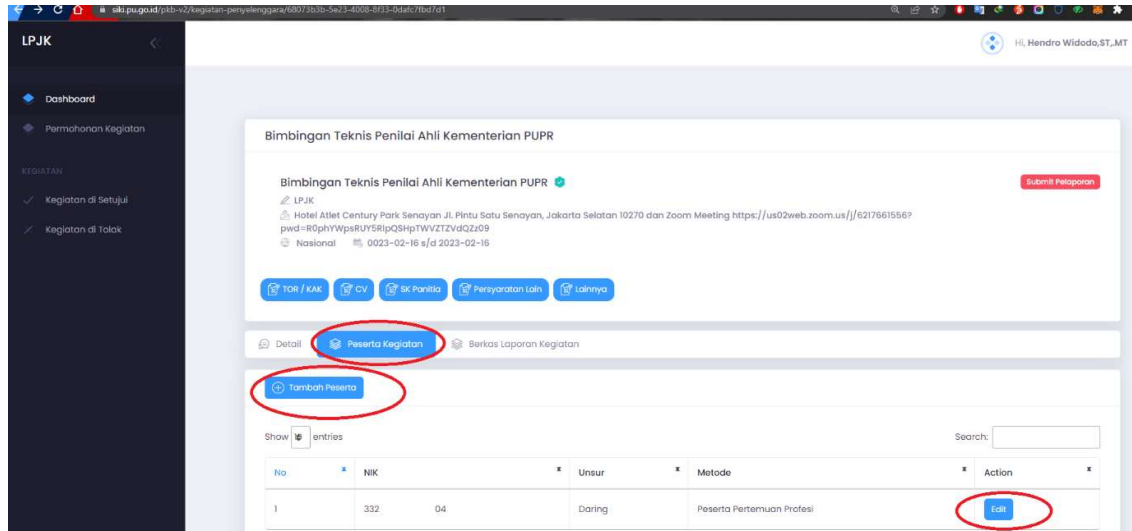 siki.pu.go.id/pkb-v2/kegiatan-penyelenggara/68073b3b-5e23-4008-8f33-0dafc7fbd7d1
LPJK
Hi, Hendro Widodo,ST,.MT
Dashboard
Permohonan Kegiatan
KEGIATAN
Kegiatan di Setujui
Kegiatan di Tolak
Bimbingan Teknis Penilai Ahli Kementerian PUPR
Bimbingan Teknis Penilai Ahli Kementerian PUPR
Submit Pelaporan
LPJK
Hotel Atlet Century Park Senayan Jl. Pintu Satu Senayan, Jakarta Selatan 10270 dan Zoom Meeting https://us02web.zoom.us/j/6217661556?
pwd=R0phYWpsRUY5RlpQSHpTWVZTZVdQZz09
Nasional 0023-02-16 s/d 2023-02-16
TOR / KAK CV SK Panitia Persyaratan Lain Lainnya
Detail Peserta Kegiatan Berkas Laporan Kegiatan
Tambah Peserta
Show entries Search:
No NIK Unsur Metode Action
1 332 04 Daring Peserta Pertemuan Profesi Edit